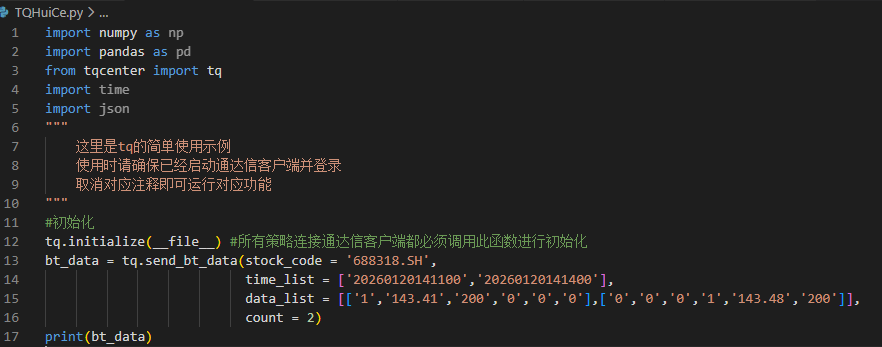 TQHuiCe.py > ...
1 import numpy as np
2 import pandas as pd
3 from tqcenter import tq
4 import time
5 import json
6 """
7     这里是tq的简单使用示例
8     使用时请确保已经启动通达信客户端并登录
9     取消对应注释即可运行对应功能
10 """
11 #初始化
12 tq.initialize(__file__) #所有策略连接通达信客户端都必须调用此函数进行初始化
13 bt_data = tq.send_bt_data(stock_code = '688318.SH',
14                           time_list = ['20260120141100','20260120141400'],
15                           data_list = [['1','143.41','200','0','0','0'],['0','0','0','1','143.48','200']],
16                           count = 2)
17 print(bt_data)